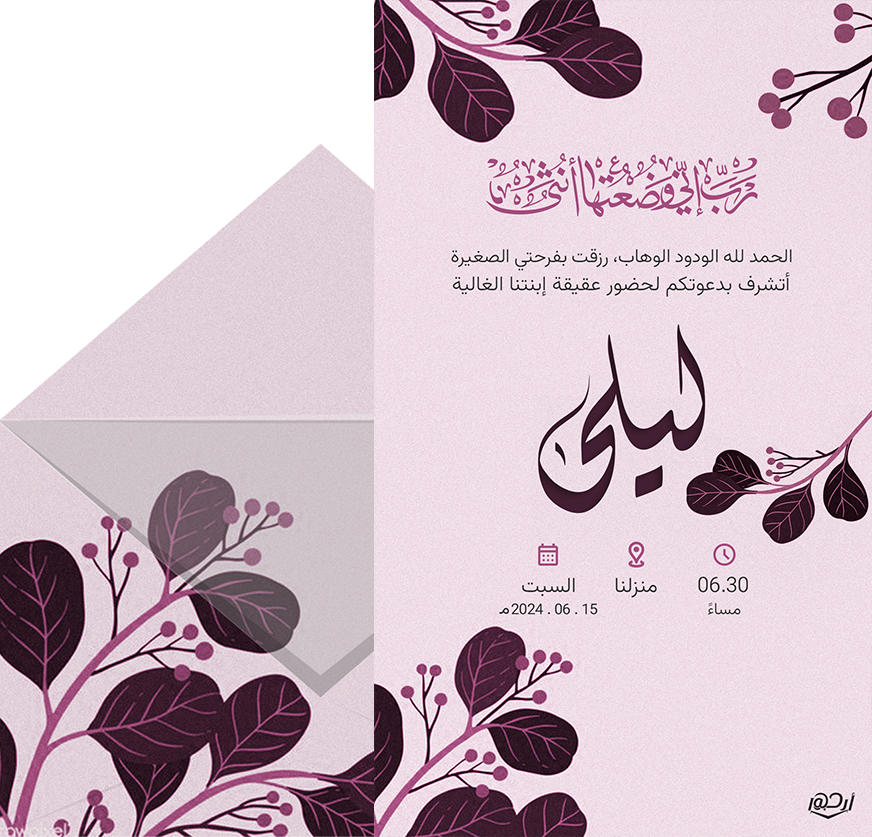 رَبِّ إِنِّي وَضَعْتُهَا أُنْثَى
الحمد لله الودود الوهاب، رزقت بفرحتي الصغيرة
أتشرف بدعوتكم لحضور عقيقة إبنتنا الغالية
ليلى
06.30 منزلنا السبت
مساءً 15 . 06 . 2024م
rawpixel